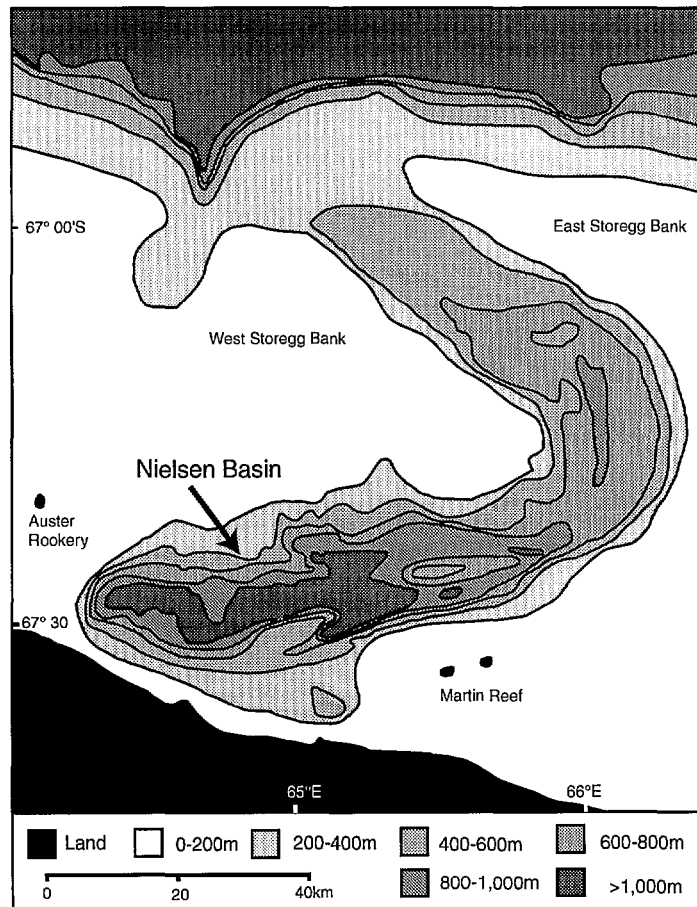 67° 00'S
East Storegg Bank
West Storegg Bank
Nielsen Basin
Auster
Rookery
67° 30
Martin Reef
65°E
66°E
Land
0-200m
200-400m
400-600m
600-800m
800-1,000m
>1,000m
0
20
40km